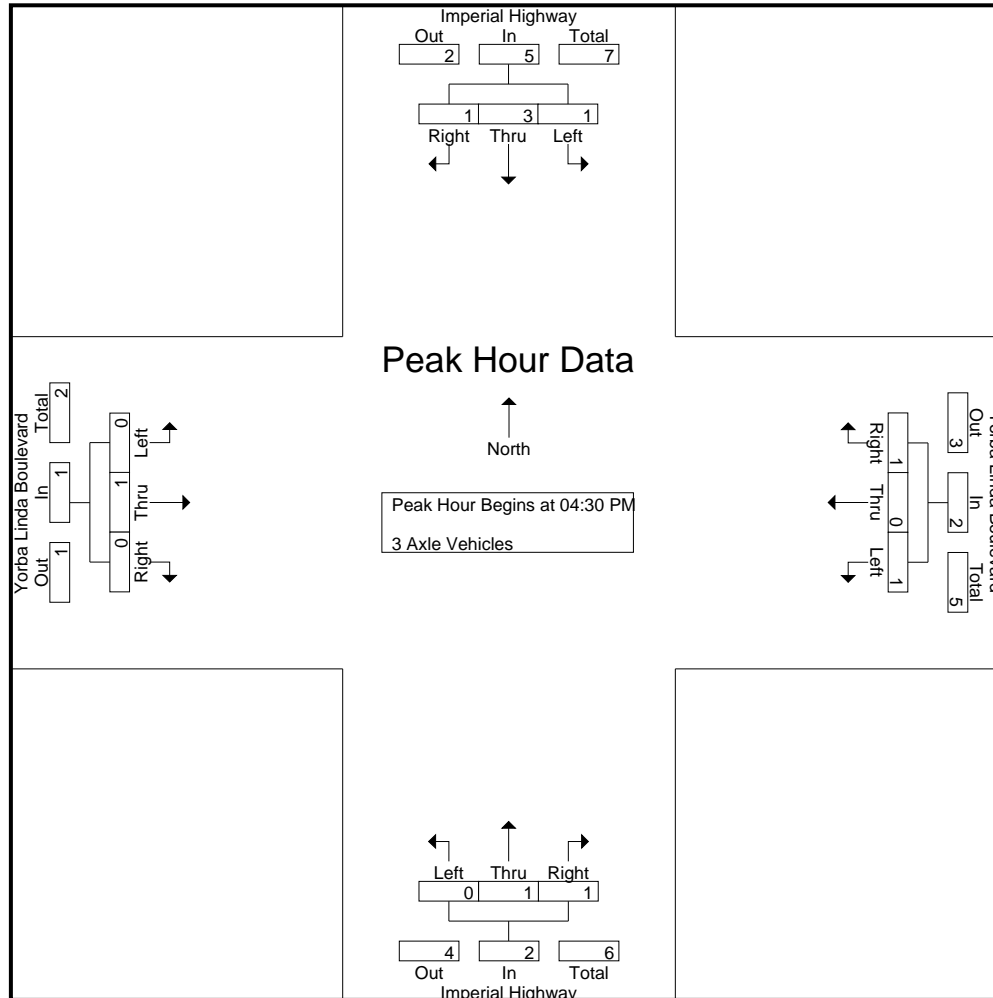 Imperial Highway
Out In Total
2 5 7
1 3 1
Right Thru Left
Peak Hour Data
North
Peak Hour Begins at 04:30 PM
3 Axle Vehicles
Yorba Linda Boulevard
Out In Total
1 1 2
0 1 0
Left Thru Right
Yorba Linda Boulevard
Out In Total
3 2 5
1 0 1
Right Thru Left
Left Thru Right
0 1 1
4 2 6
Out In Total
Imperial Highway